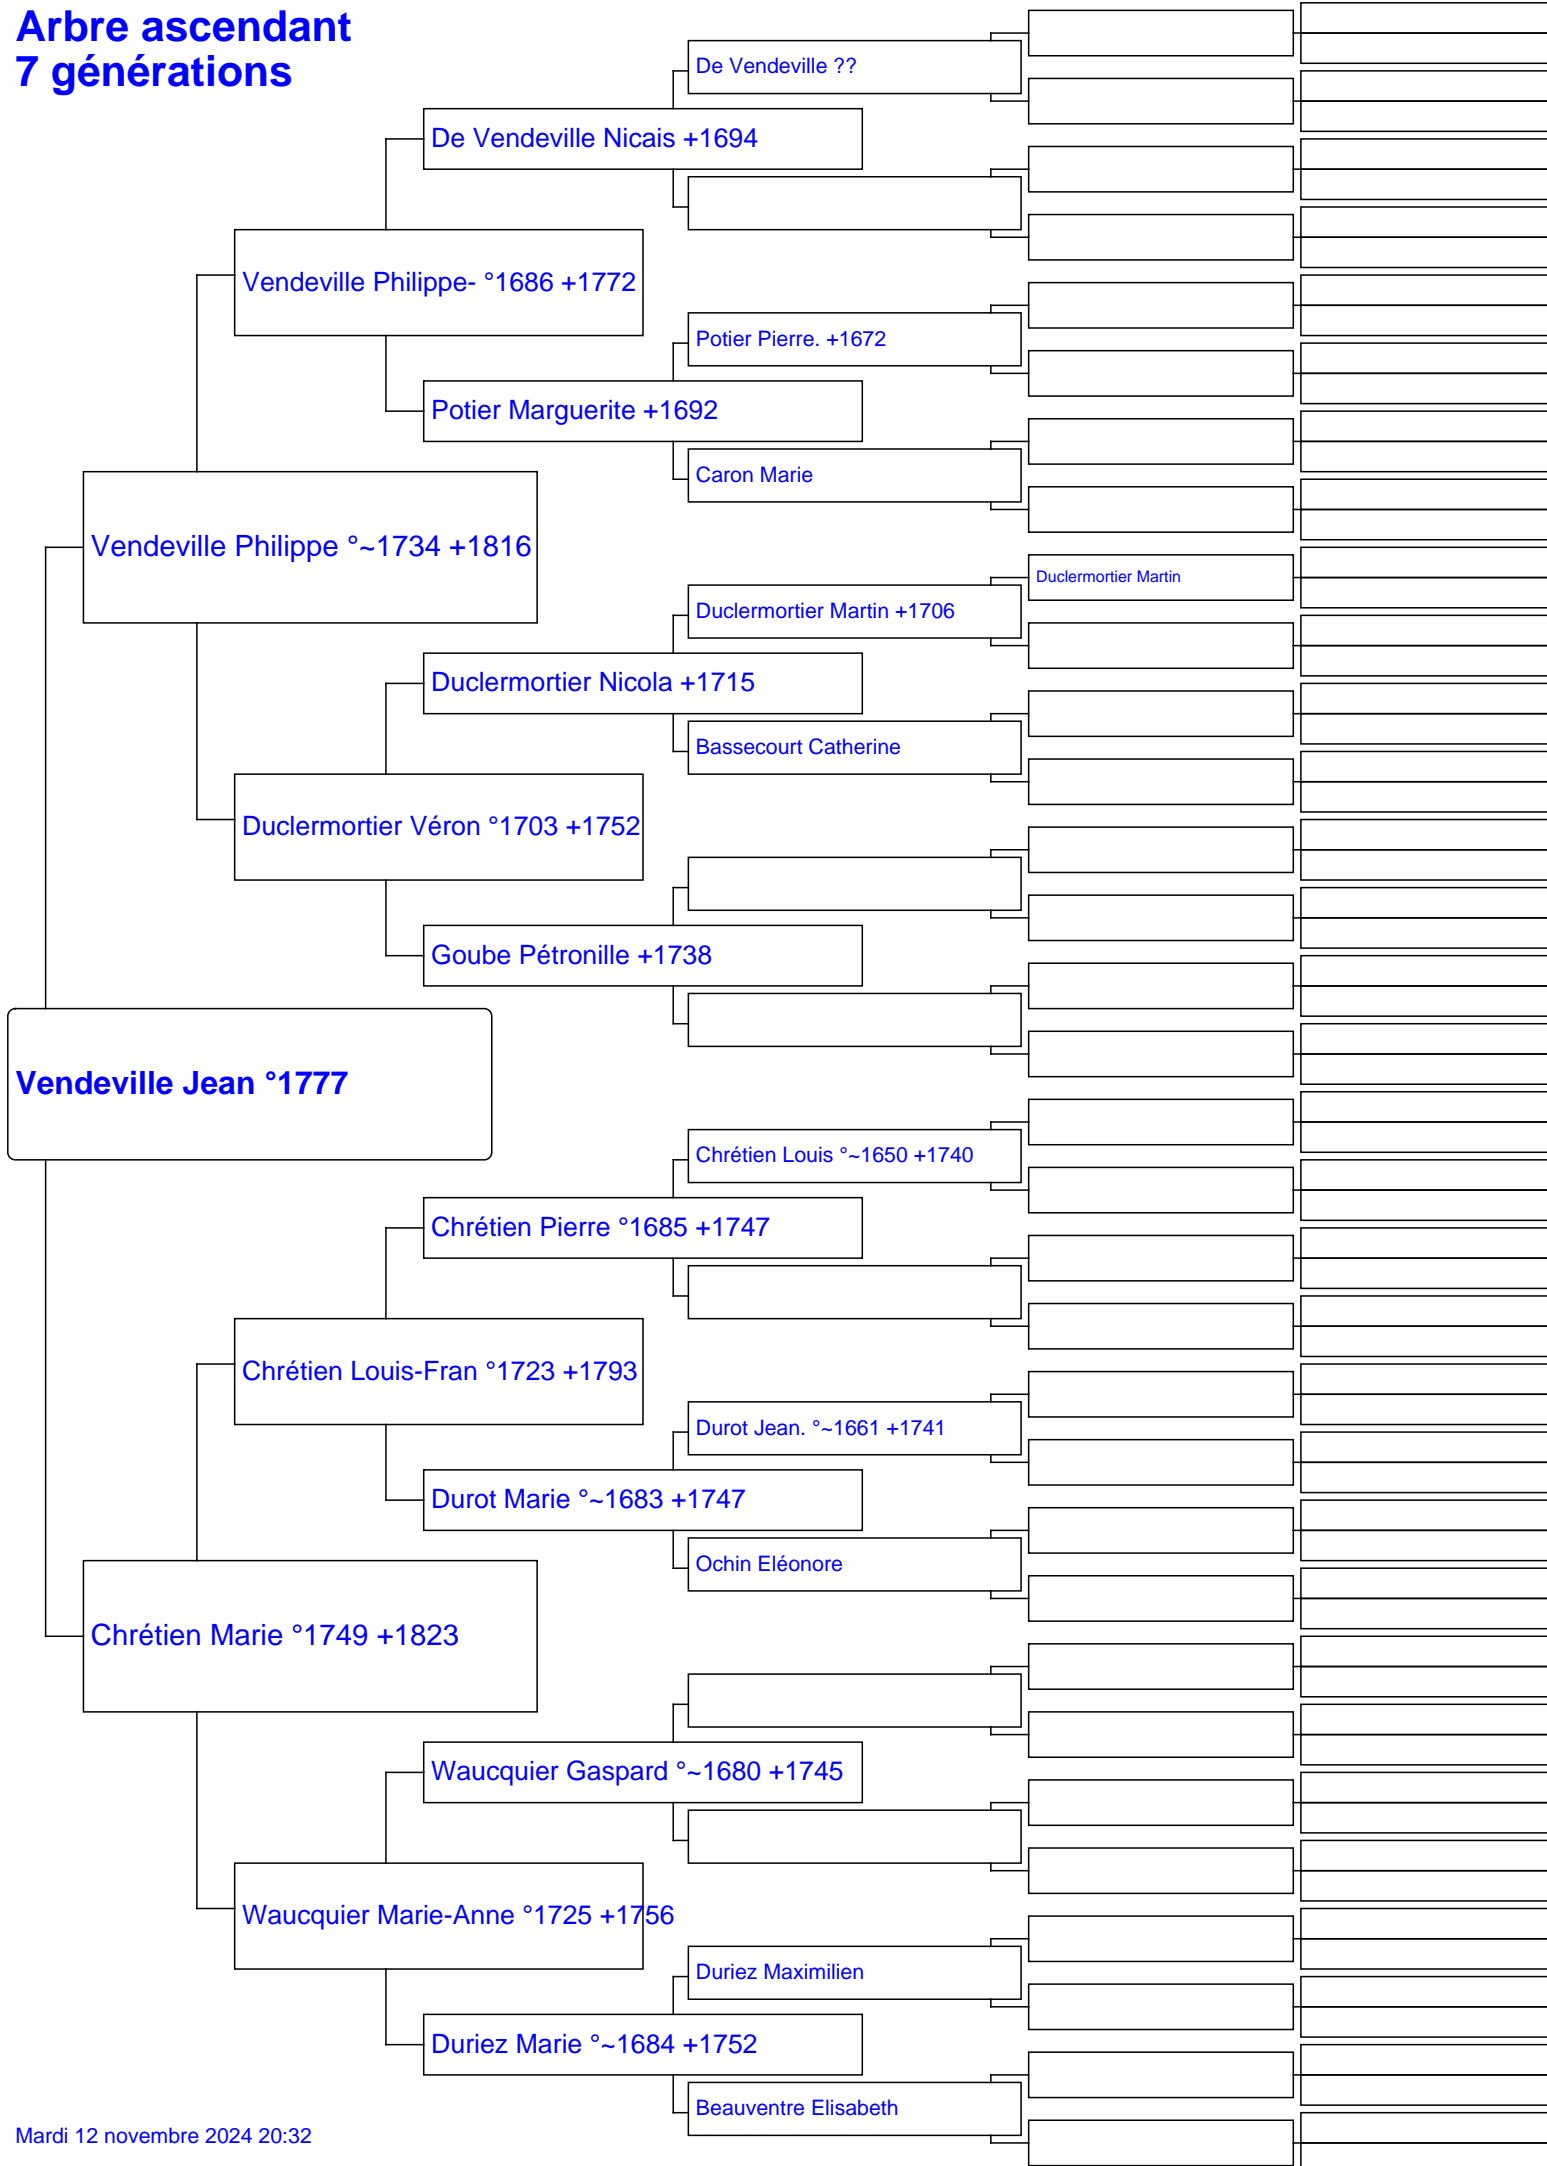 Arbre ascendant
7 générations
De Vendeville ??
De Vendeville Nicais +1694
Vendeville Philippe- °1686 +1772
Potier Pierre. +1672
Potier Marguerite +1692
Caron Marie
Vendeville Philippe °~1734 +1816
Duclermortier Martin
Duclermortier Martin +1706
Duclermortier Nicola +1715
Bassecourt Catherine
Duclermortier Véron °1703 +1752
Goube Pétronille +1738
Vendeville Jean °1777
Chrétien Louis °~1650 +1740
Chrétien Pierre °1685 +1747
Chrétien Louis-Fran °1723 +1793
Durot Jean. °~1661 +1741
Durot Marie °~1683 +1747
Ochin Eléonore
Chrétien Marie °1749 +1823
Waucquier Gaspard °~1680 +1745
Waucquier Marie-Anne °1725 +1756
Duriez Maximilien
Duriez Marie °~1684 +1752
Beauventre Elisabeth
Mardi 12 novembre 2024 20:32